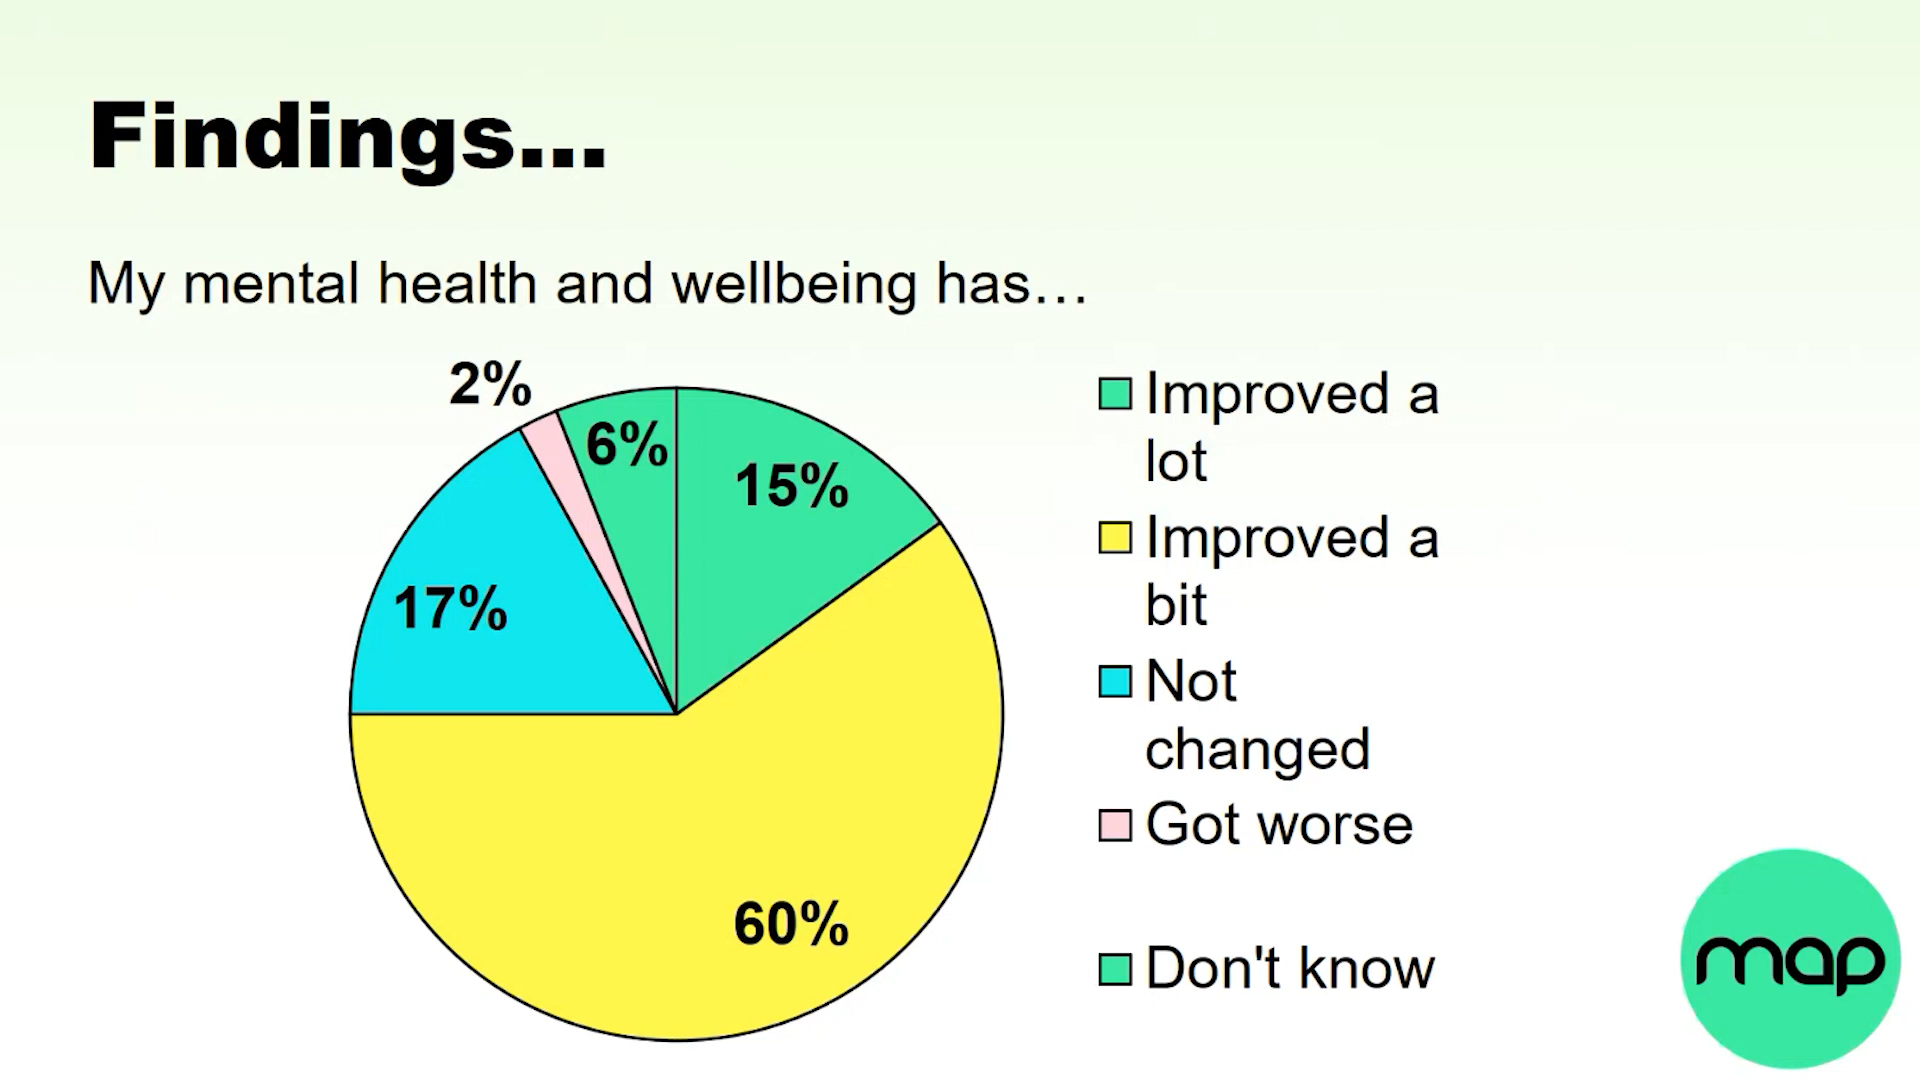 Findings...
My mental health and wellbeing has…
2%
6%
15%
17%
60%
Improved a
lot
Improved a
bit
Not
changed
Got worse
Don't know
map